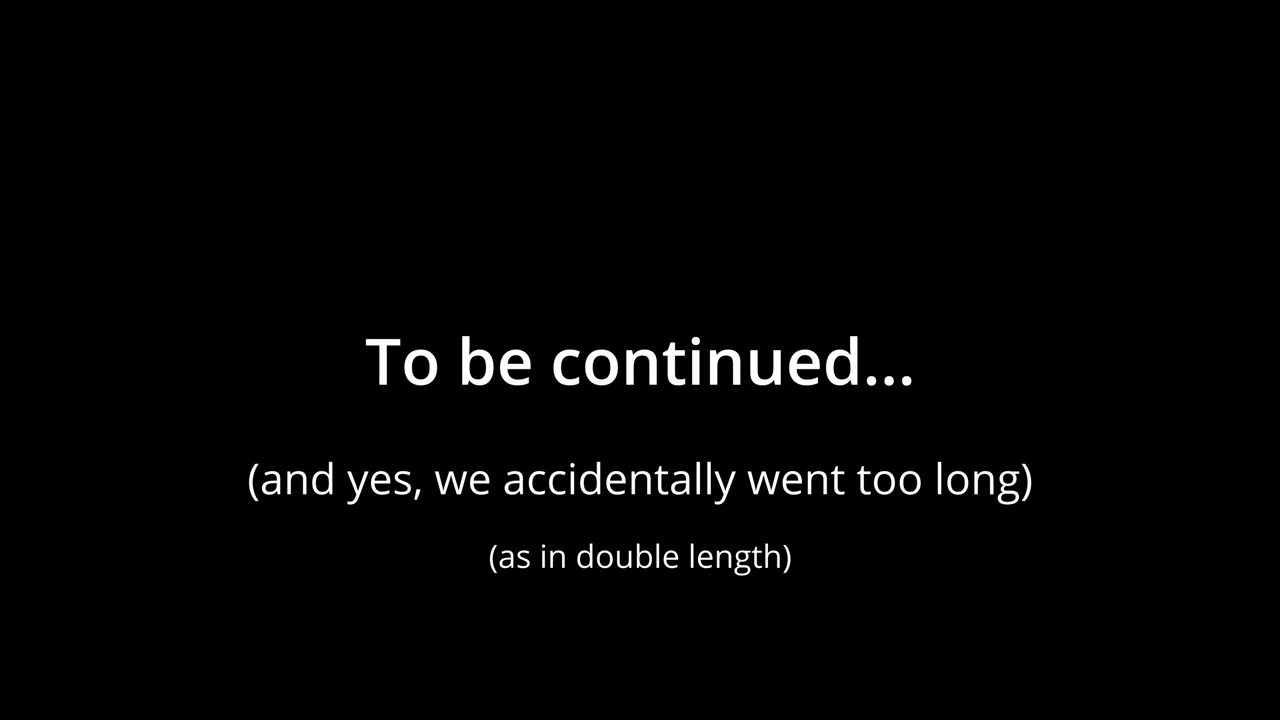 To be continued...
(and yes, we accidentally went too long)
(as in double length)